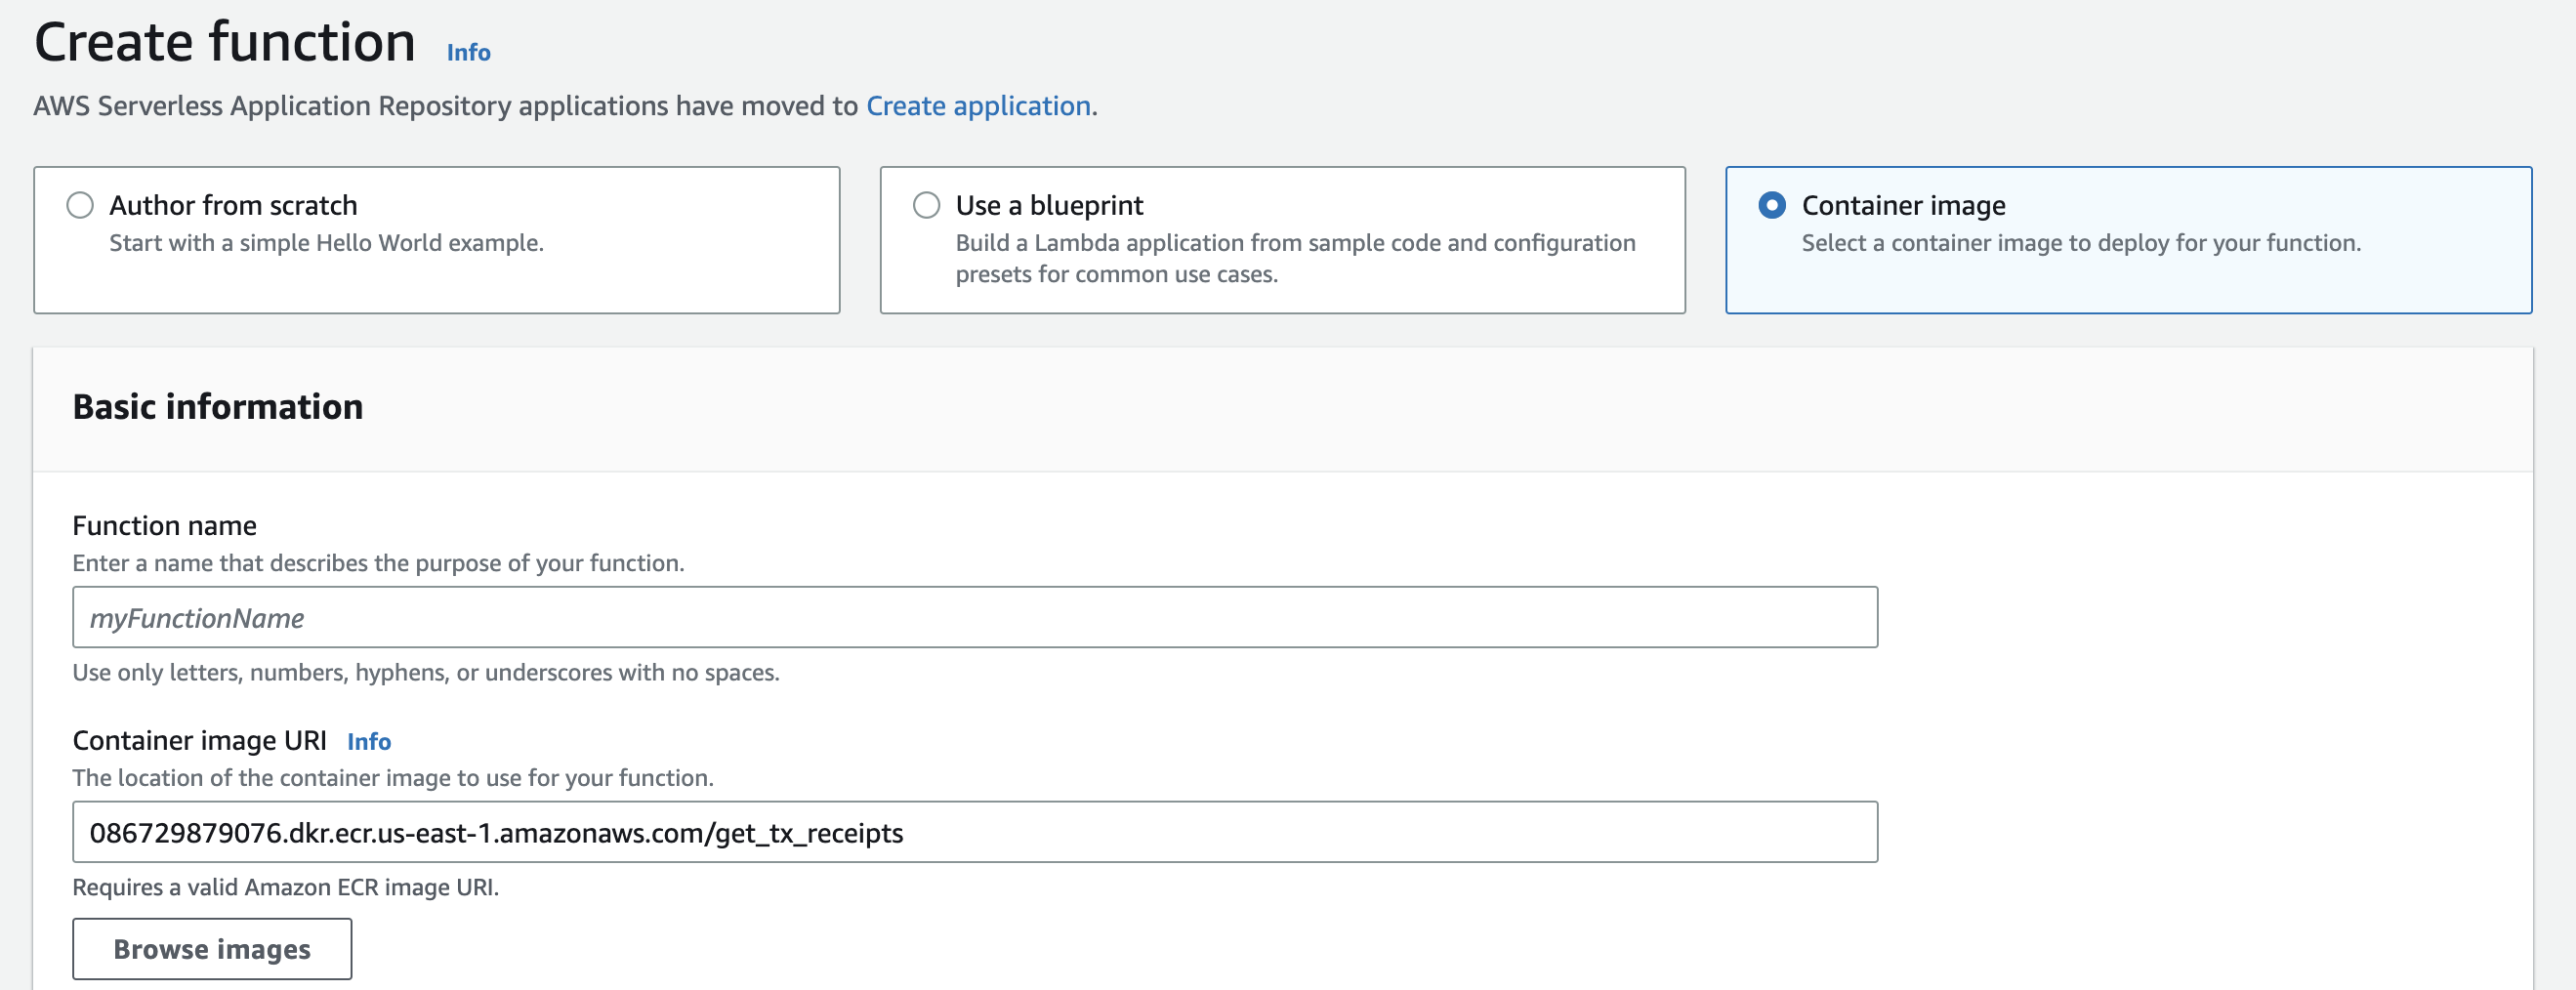 Create function Info
AWS Serverless Application Repository applications have moved to Create application.
Author from scratch
Start with a simple Hello World example.
Use a blueprint
Build a Lambda application from sample code and configuration
presets for common use cases.
Container image
Select a container image to deploy for your function.
Basic information
Function name
Enter a name that describes the purpose of your function.
myFunctionName
Use only letters, numbers, hyphens, or underscores with no spaces.
Container image URI Info
The location of the container image to use for your function.
086729879076.dkr.ecr.us-east-1.amazonaws.com/get_tx_receipts
Requires a valid Amazon ECR image URI.
Browse images